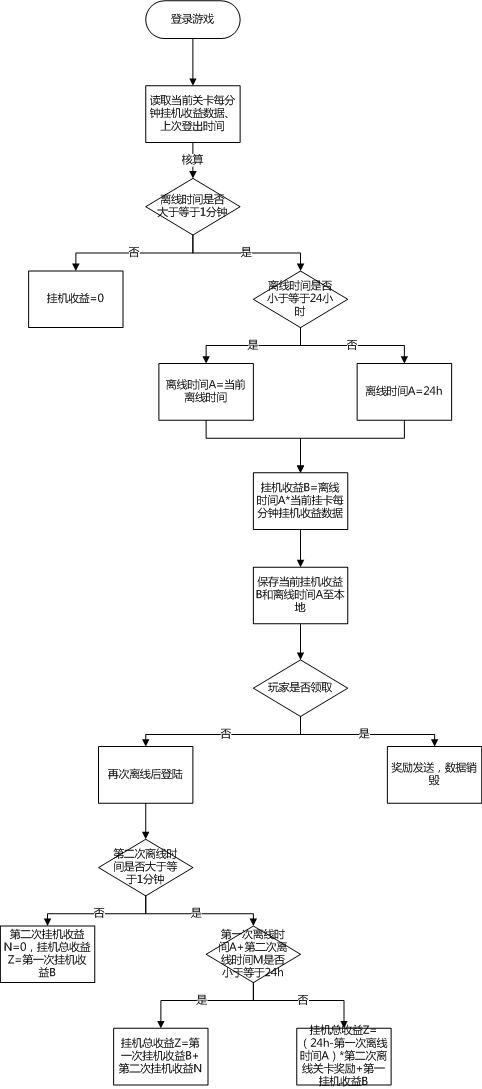 登录游戏
读取当前关卡每分
钟挂机收益数据、
上次登出时间
核算
离线时间是否
大于等于1分钟
否
是
挂机收益=0
离线时间是否
小于等于24小
时
是
否
离线时间A=当前
离线时间
离线时间A=24h
挂机收益B=离线
时间A*当前挂卡每
分钟挂机收益数据
保存当前挂机收益
B和离线时间A至本
地
玩家是否领取
否
是
再次离线后登陆
奖励发送，数据销
毁
第二次离线时
间是否大于等
于1分钟
否
是
第二次挂机收益
N=0，挂机总收益
Z=第一次挂机收
益B
第一次离线时
间A+第二次离
线时间M是否
小于等于24h
是
否
挂机总收益Z=第
一次挂机收益B+
第二次挂机收益N
挂机总收益Z=
（24h-第一次离线
时间A）*第二次离
线关卡奖励+第一
挂机收益B